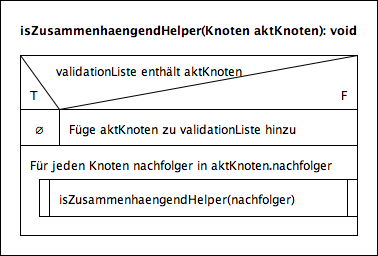 isZusammenhaengendHelper(Knoten aktKnoten): void
validationListe enthält aktKnoten
T F
∅ Füge aktKnoten zu validationListe hinzu
Für jeden Knoten nachfolger in aktKnoten.nachfolger
isZusammenhaengendHelper(nachfolger)